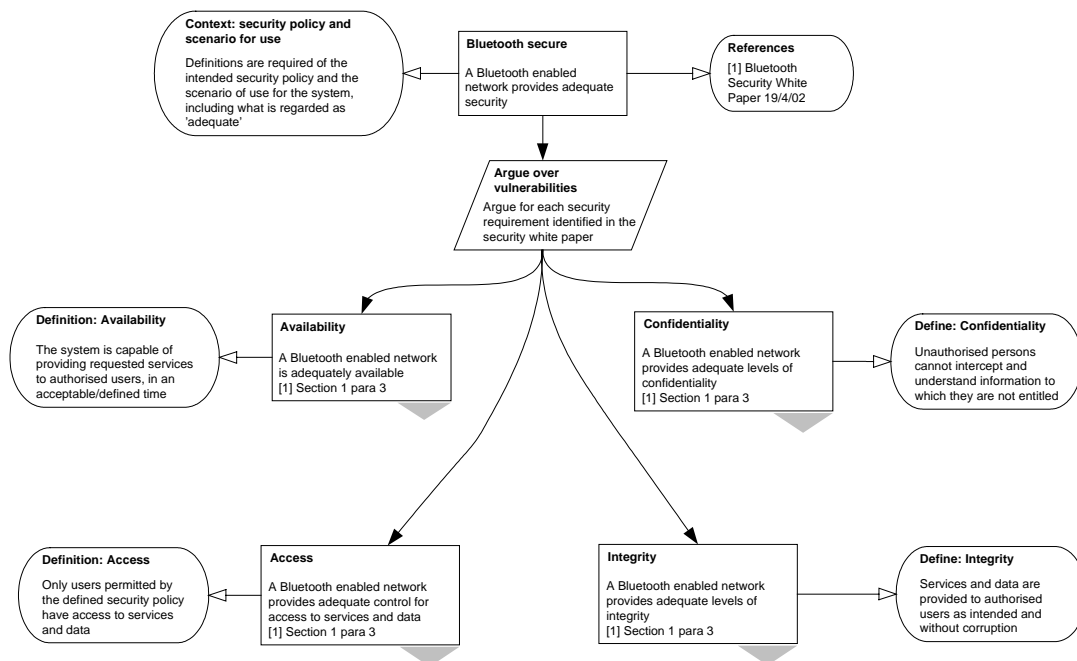 Context: security policy and
scenario for use
Definitions are required of the
intended security policy and the
scenario of use for the system,
including what is regarded as
'adequate'
Bluetooth secure
A Bluetooth enabled
network provides adequate
security
References
[1] Bluetooth
Security White
Paper 19/4/02
Argue over
vulnerabilities
Argue for each security
requirement identified in the
security white paper
Definition: Availability
The system is capable of
providing requested services
to authorised users, in an
acceptable/defined time
Availability
A Bluetooth enabled network
is adequately available
[1] Section 1 para 3
Confidentiality
A Bluetooth enabled network
provides adequate levels of
confidentiality
[1] Section 1 para 3
Define: Confidentiality
Unauthorised persons
cannot intercept and
understand information to
which they are not entitled
Definition: Access
Only users permitted by
the defined security policy
have access to services
and data
Access
A Bluetooth enabled network
provides adequate control for
access to services and data
[1] Section 1 para 3
Integrity
A Bluetooth enabled network
provides adequate levels of
integrity
[1] Section 1 para 3
Define: Integrity
Services and data are
provided to authorised
users as intended and
without corruption